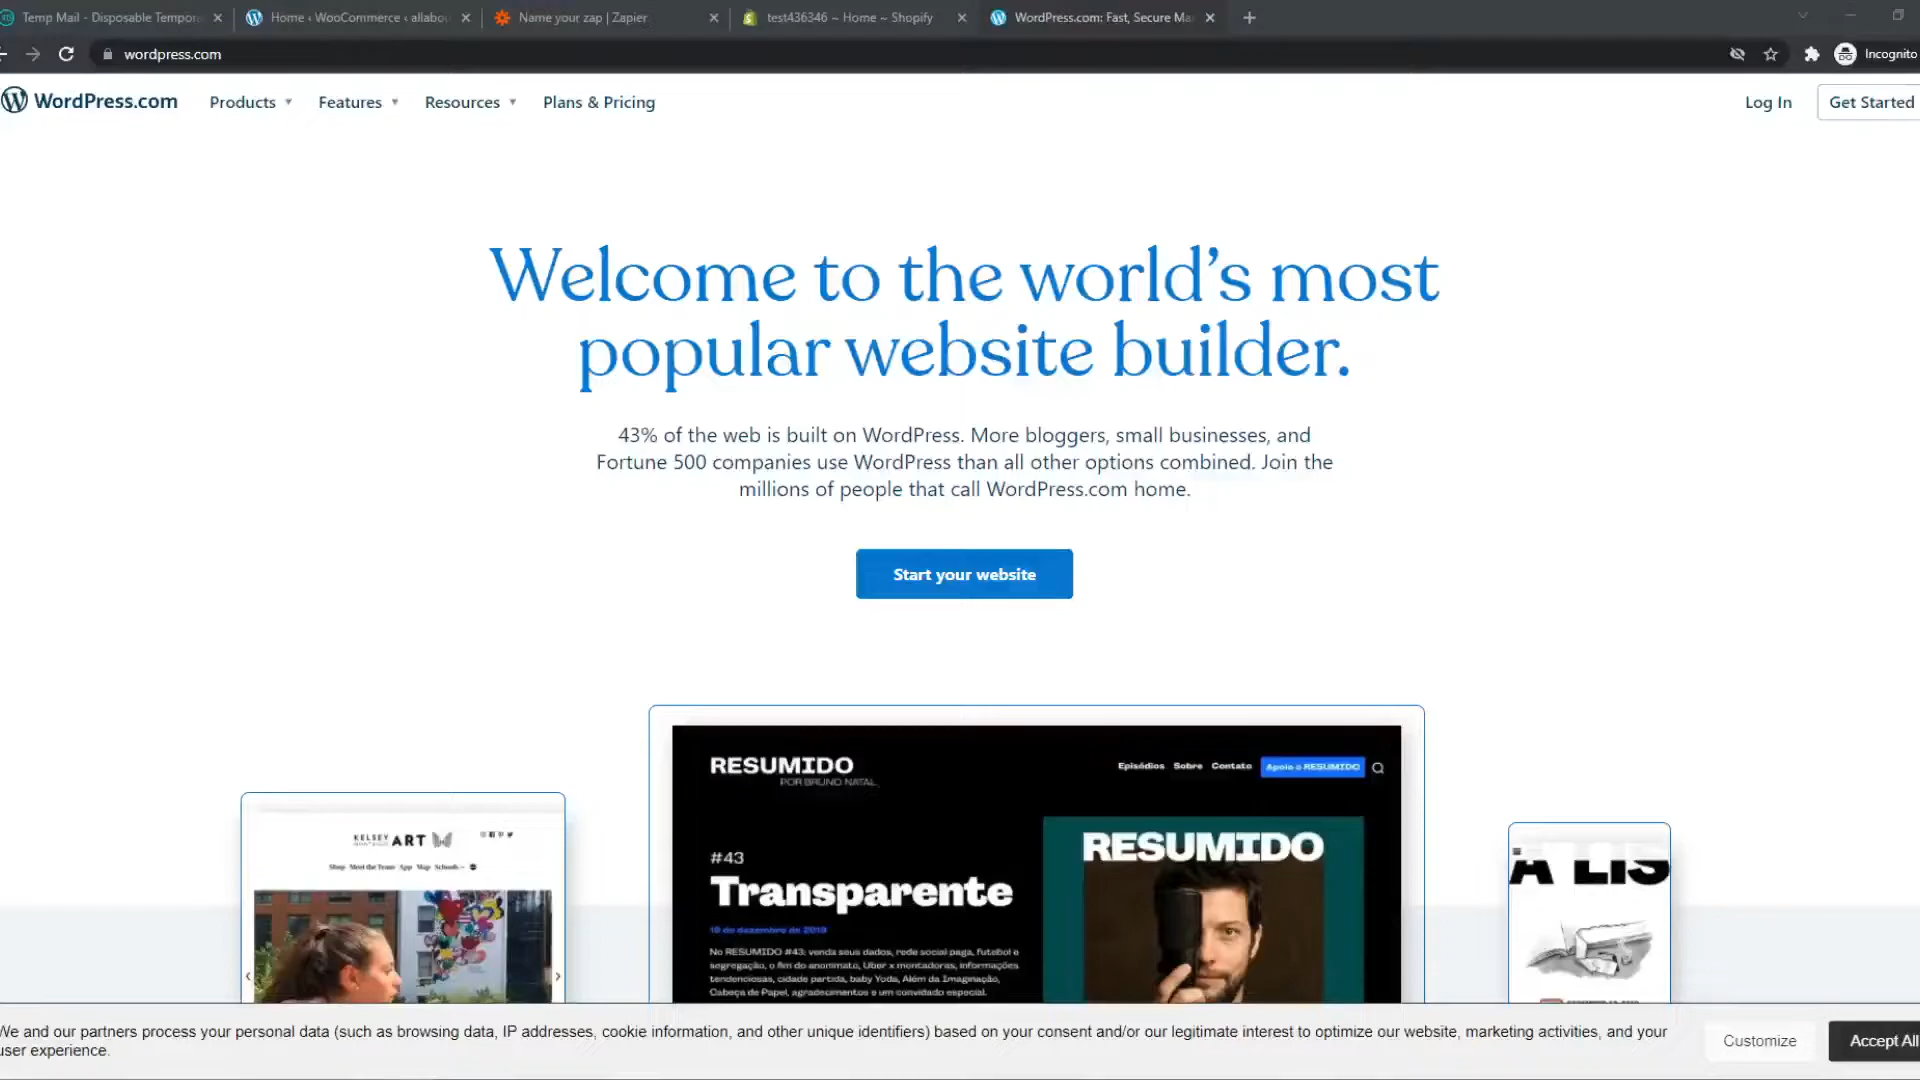 Temp Mail - Disposable Tempor
Home ‹ WooCommerce ‹ allabou
Name your zap | Zapier
test436346 ~ Home ~ Shopify
WordPress.com: Fast, Secure Ma
wordpress.com
Incognito
WordPress.com
Products
Features
Resources
Plans & Pricing
Log In
Get Started
Welcome to the world’s most
popular website builder.
43% of the web is built on WordPress. More bloggers, small businesses, and
Fortune 500 companies use WordPress than all other options combined. Join the
millions of people that call WordPress.com home.
Start your website
RESUMIDO
POR BRUNO NATAL
Episódios Sobre Contato Apoie o RESUMIDO
KELSEY
ART
Shop Meet the Team App Map Schools
RESUMIDO
#43
Transparente
19 de dezembro de 2019
No RESUMIDO #43: venda seus dados, rede social paga, futebol e
segregação, o fim do anonimato, Uber x montadoras, informações
tendenciosas, cidade partida, baby Yoda, Além da Imaginação,
Cabeça de Papel, agradecimentos e um convidado especial.
A LIS
We and our partners process your personal data (such as browsing data, IP addresses, cookie information, and other unique identifiers) based on your consent and/or our legitimate interest to optimize our website, marketing activities, and your
user experience.
Customize
Accept All